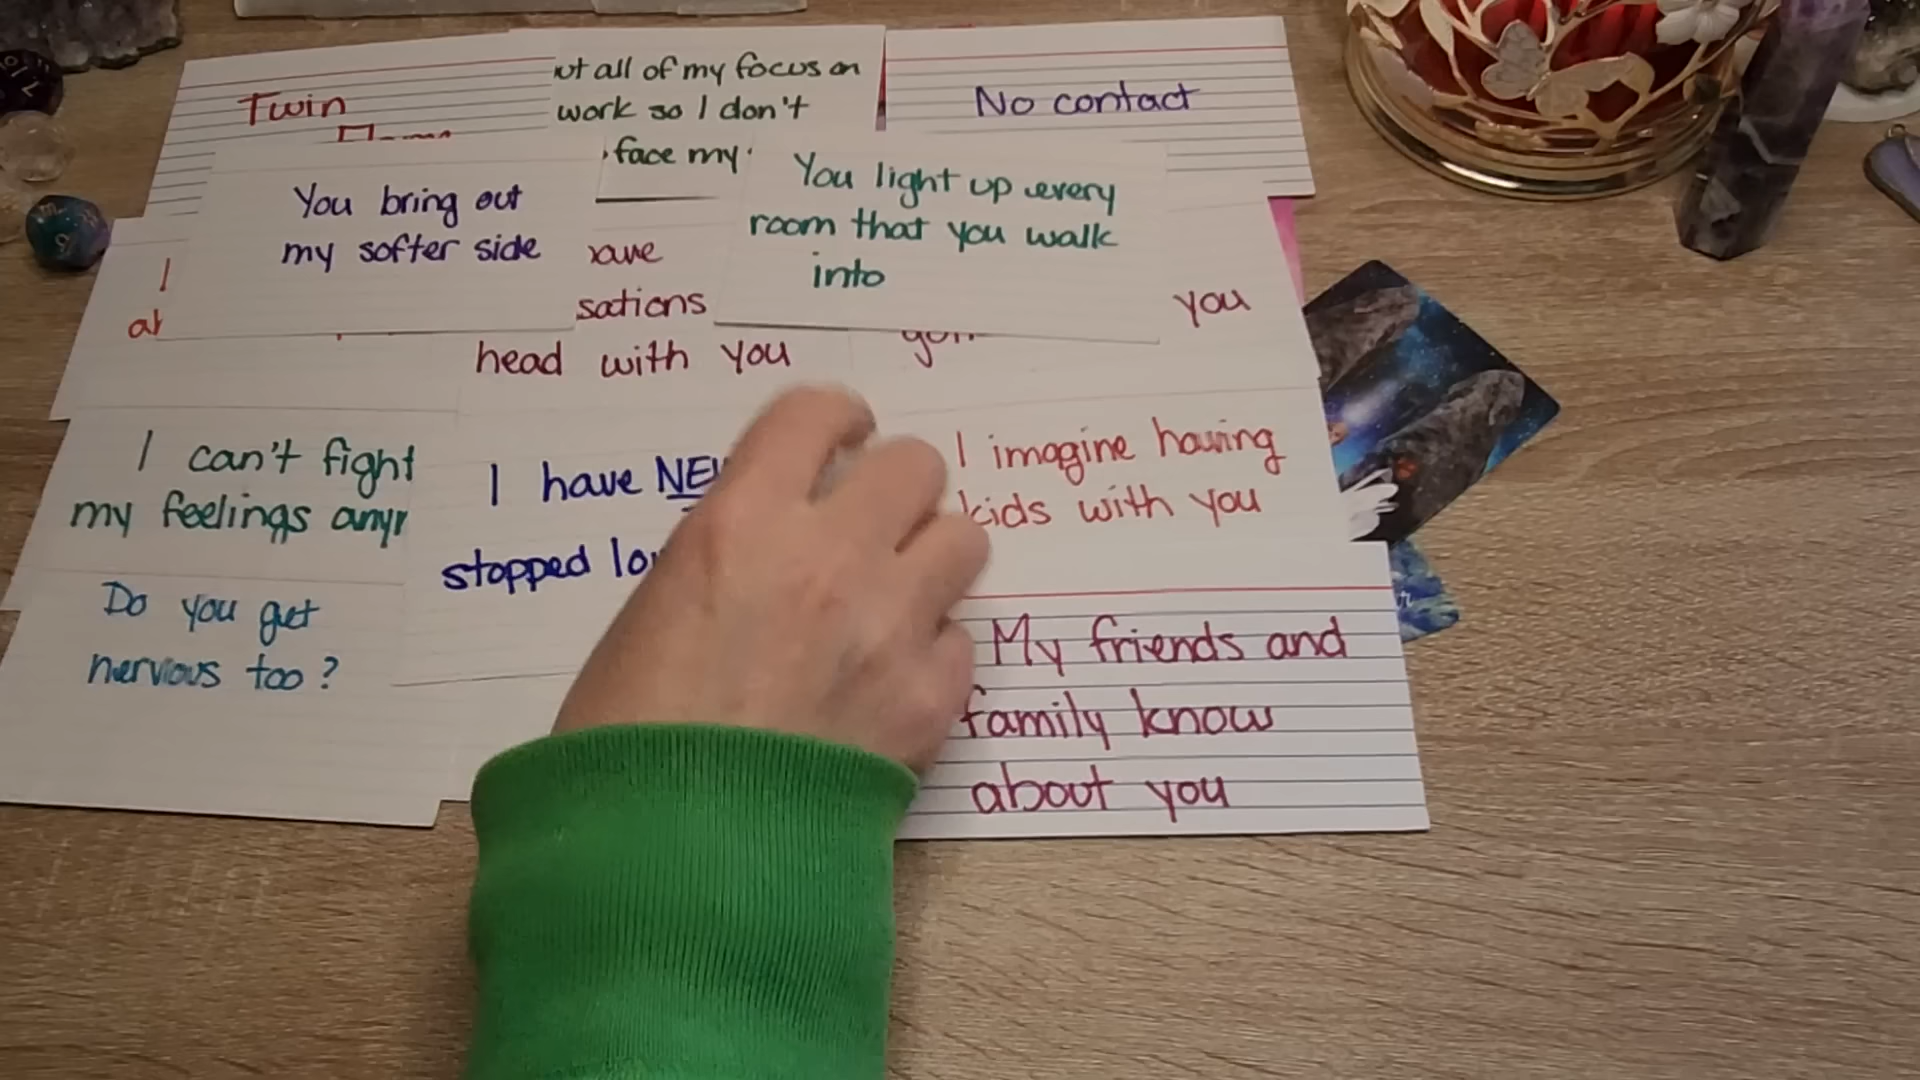 Twin
ut all of my focus on
work so I don't
face my
No contact
You bring out
my softer side
You light up every
room that you walk
into
I
at
sations
head with you
you
I can't fight
my feelings
I have
stopped
I imagine having
kids with you
Do you get
nervous too?
My friends and
family know
about you